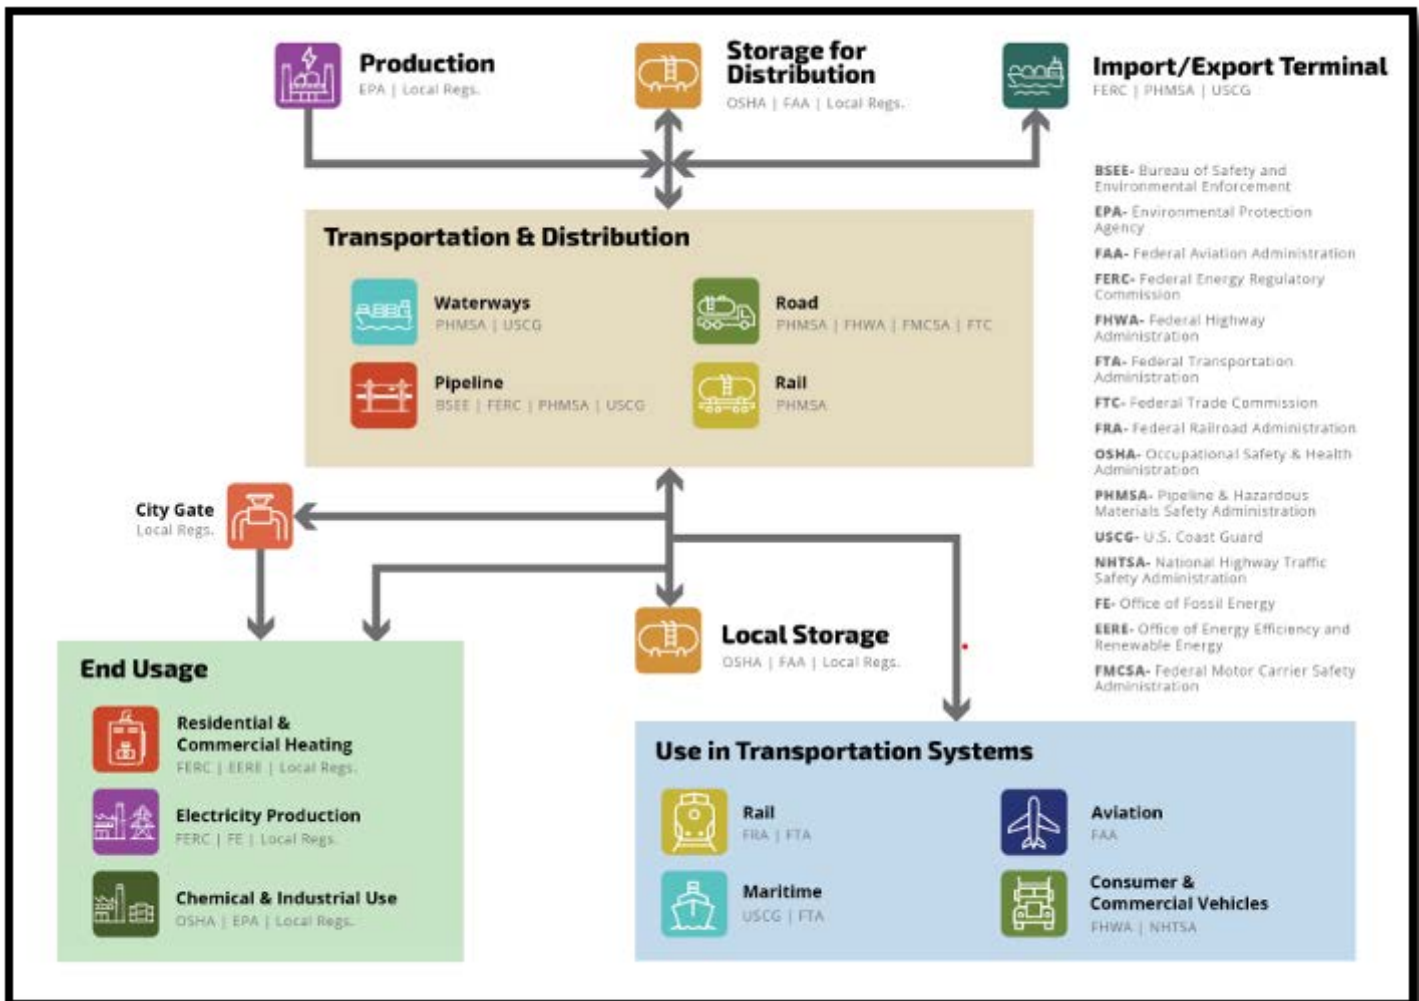 Production
EPA | Local Regs.
Storage for
Distribution
OSHA | FAA | Local Regs.
Import/Export Terminal
FERC | PHMSA | USCG
BSEE- Bureau of Safety and
Environmental Enforcement
EPA- Environmental Protection
Agency
FAA- Federal Aviation Administration
FERC- Federal Energy Regulatory
Commission
FHWA- Federal Highway
Administration
FTA- Federal Transportation
Administration
FTC- Federal Trade Commission
FRA- Federal Railroad Administration
OSHA- Occupational Safety & Health
Administration
PHMSA- Pipeline & Hazardous
Materials Safety Administration
USCG- U.S. Coast Guard
NHTSA- National Highway Traffic
Safety Administration
FE- Office of Fossil Energy
EERE- Office of Energy Efficiency and
Renewable Energy
FMCSA- Federal Motor Carrier Safety
Administration
Transportation & Distribution
Waterways
PHMSA | USCG
Road
PHMSA | FHWA | FMCSA | FTC
Pipeline
BSEE | FERC | PHMSA | USCG
Rail
PHMSA
City Gate
Local Regs.
Local Storage
OSHA | FAA | Local Regs.
End Usage
Residential &
Commercial Heating
FERC | EERE | Local Regs.
Electricity Production
FERC | FE | Local Regs.
Chemical & Industrial Use
OSHA | EPA | Local Regs.
Use in Transportation Systems
Rail
FRA | FTA
Aviation
FAA
Maritime
USCG | FTA
Consumer &
Commercial Vehicles
FHWA | NHTSA